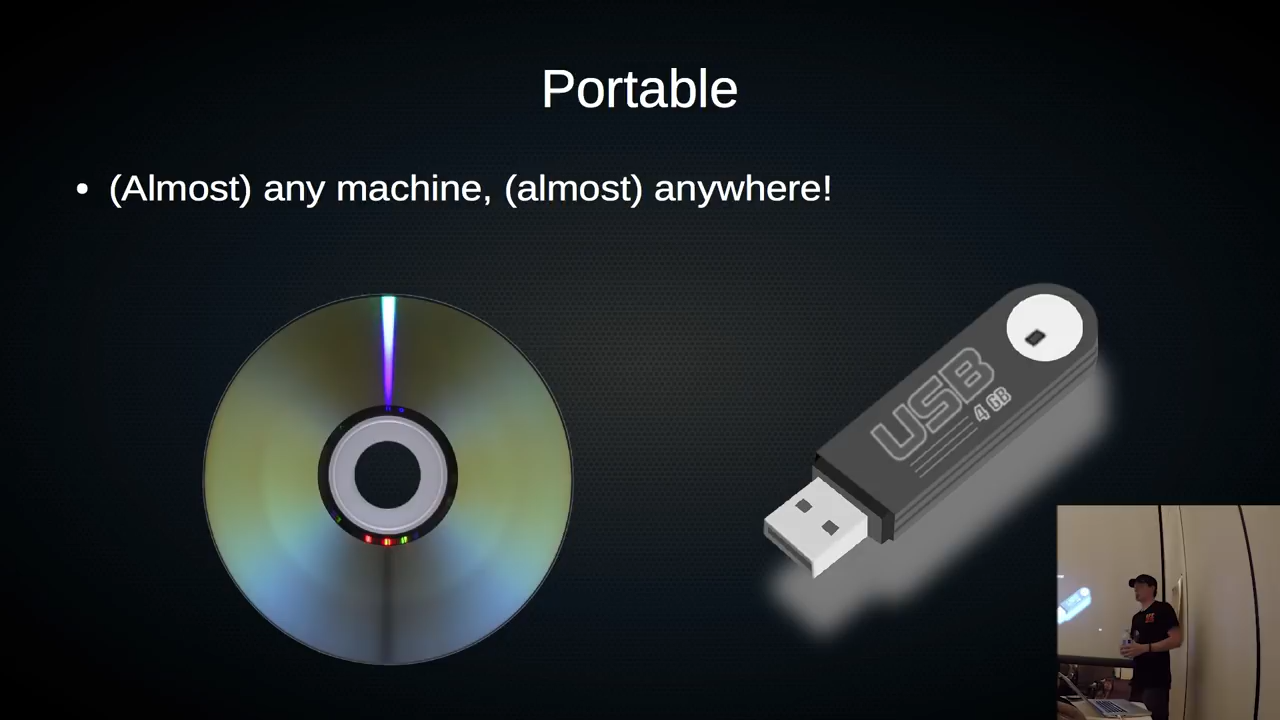 Portable
• (Almost) any machine, (almost) anywhere!
USB
4 GB